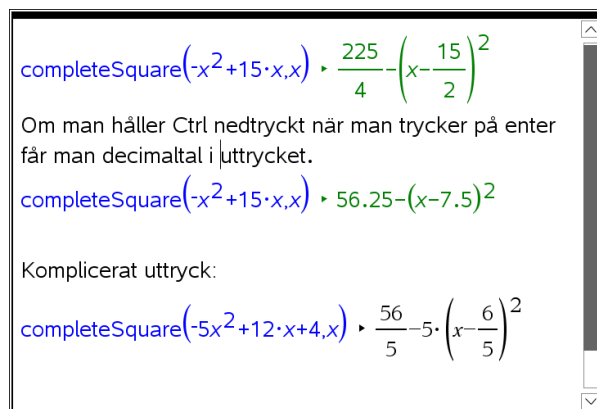 completeSquare(-x²+15·x,x) ▸ 225/4-(x-15/2)²
Om man håller Ctrl nedtryckt när man trycker på enter
får man decimaltal i uttrycket.
completeSquare(-x²+15·x,x) ▸ 56.25-(x-7.5)²
Komplicerat uttryck:
completeSquare(-5x²+12·x+4,x) ▸ 56/5-5·(x-6/5)²